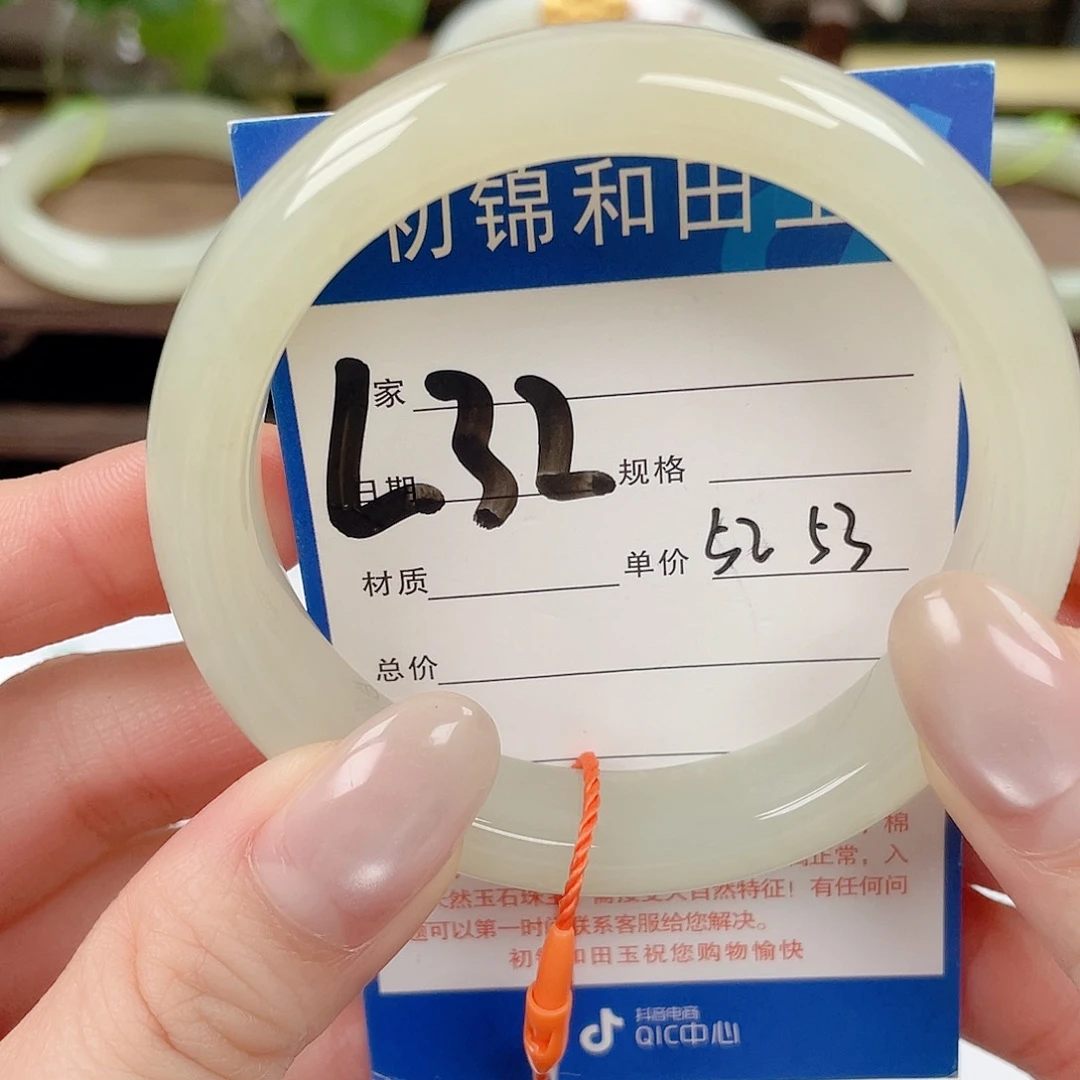 初锦和田玉
家
L32
日期 规格
材质 单价 52 53
总价
,棉
正常,入
然玉石珠 大自然特征!有任何问
题可以第一时间联系客服给您解决。
初锦和田玉祝您购物愉快
抖音电商
QIC中心